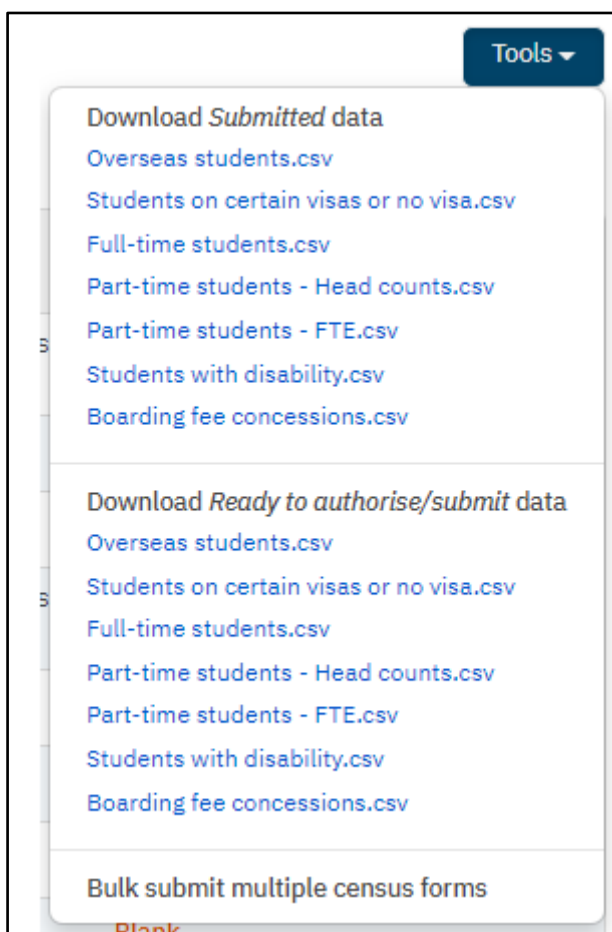 Tools
Download Submitted data
Overseas students.csv
Students on certain visas or no visa.csv
Full-time students.csv
Part-time students - Head counts.csv
s
Part-time students - FTE.csv
Students with disability.csv
Boarding fee concessions.csv
Download Ready to authorise/submit data
Overseas students.csv
s
Students on certain visas or no visa.csv
Full-time students.csv
Part-time students - Head counts.csv
Part-time students - FTE.csv
Students with disability.csv
Boarding fee concessions.csv
Bulk submit multiple census forms
Blank